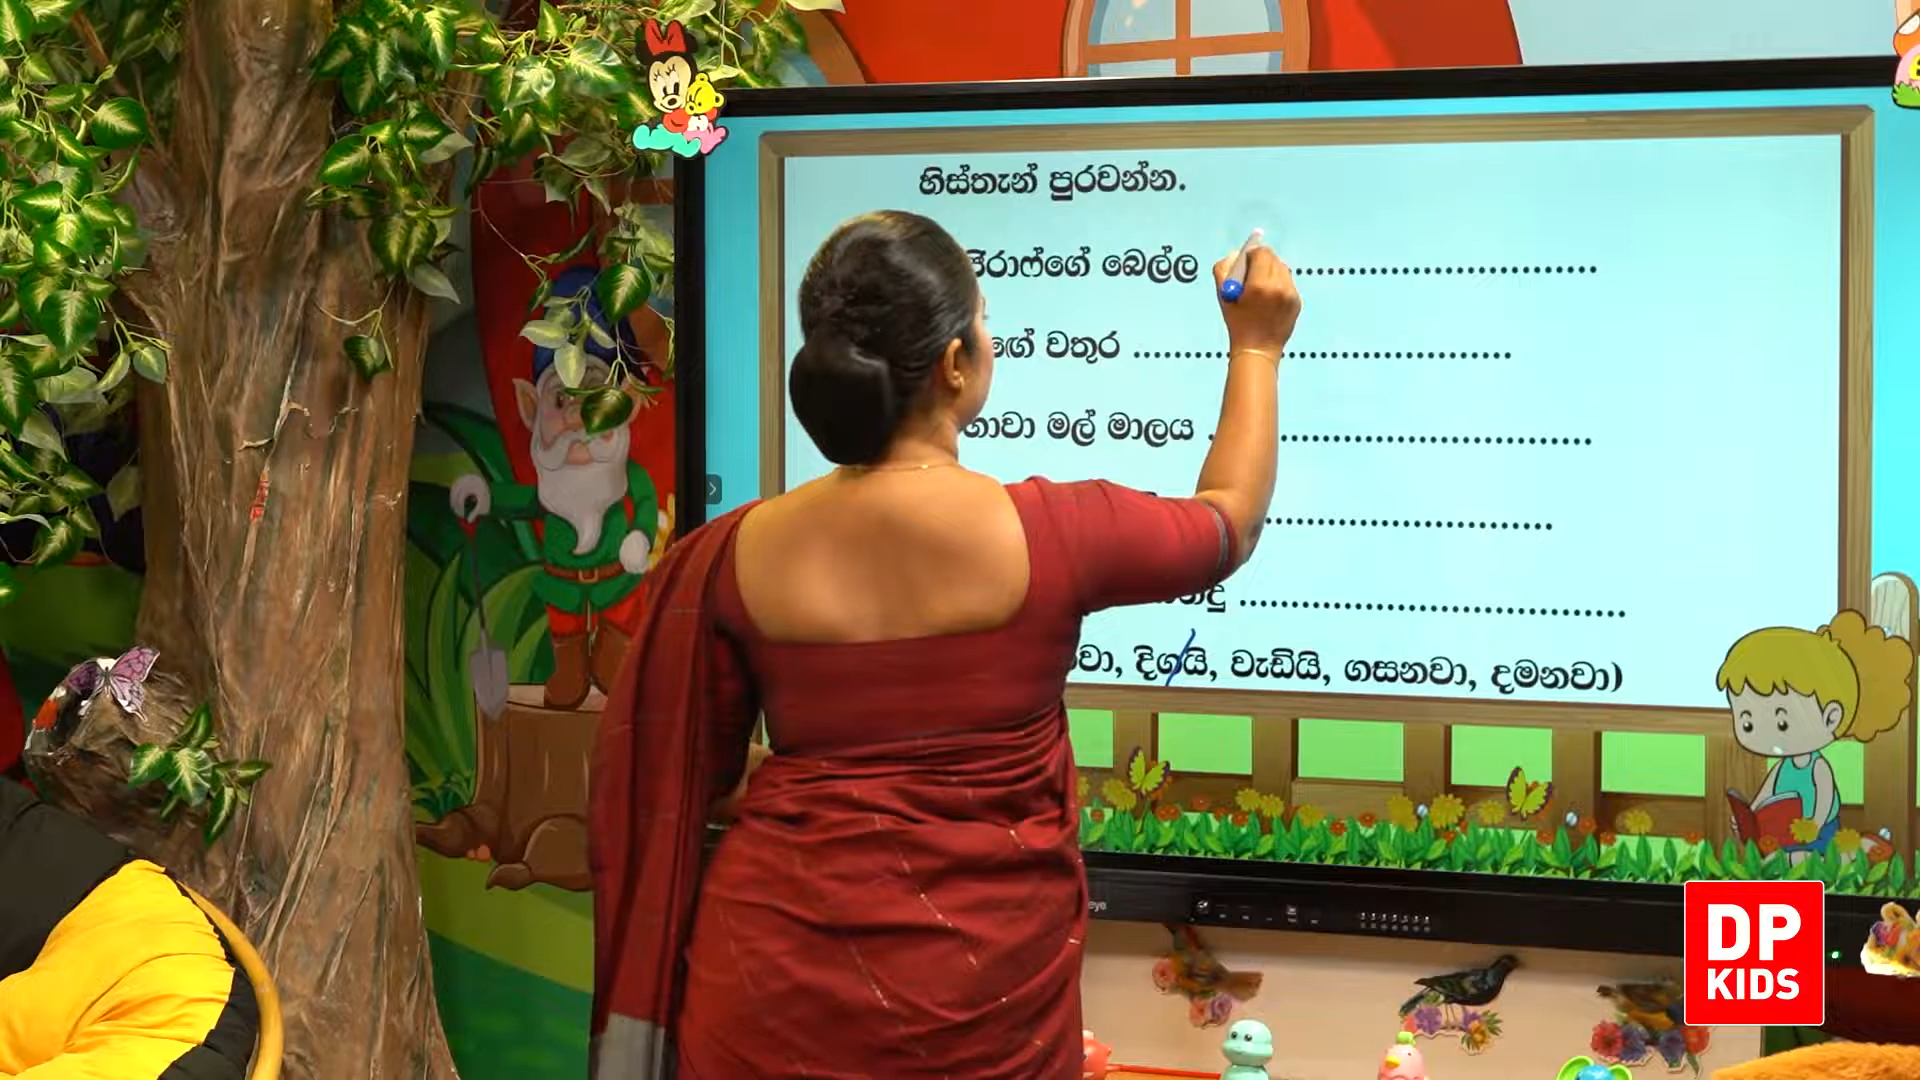 හිස්තැන් පුරවන්න.
ජිරාෆ්ගේ බෙල්ල ......................................
වතුර ......................................
මල් මාලය ......................................
......................................
......................................
දිගයි, වැඩියි, ගසනවා, දමනවා)
DP
KIDS